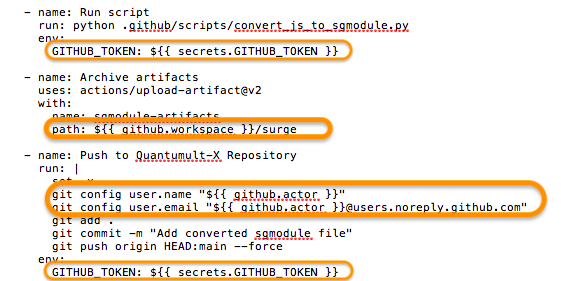 - name: Run script
run: python .github/scripts/convert_js_to_sgmodule.py
env:
GITHUB_TOKEN: ${{ secrets.GITHUB_TOKEN }}
- name: Archive artifacts
uses: actions/upload-artifact@v2
with:
name: sgmodule-artifacts
path: ${{ github.workspace }}/surge
- name: Push to Quantumult-X Repository
run: |
set -x
git config user.name "${{ github.actor }}"
git config user.email "${{ github.actor }}@users.noreply.github.com"
git add .
git commit -m "Add converted sgmodule file"
git push origin HEAD:main --force
env:
GITHUB_TOKEN: ${{ secrets.GITHUB_TOKEN }}